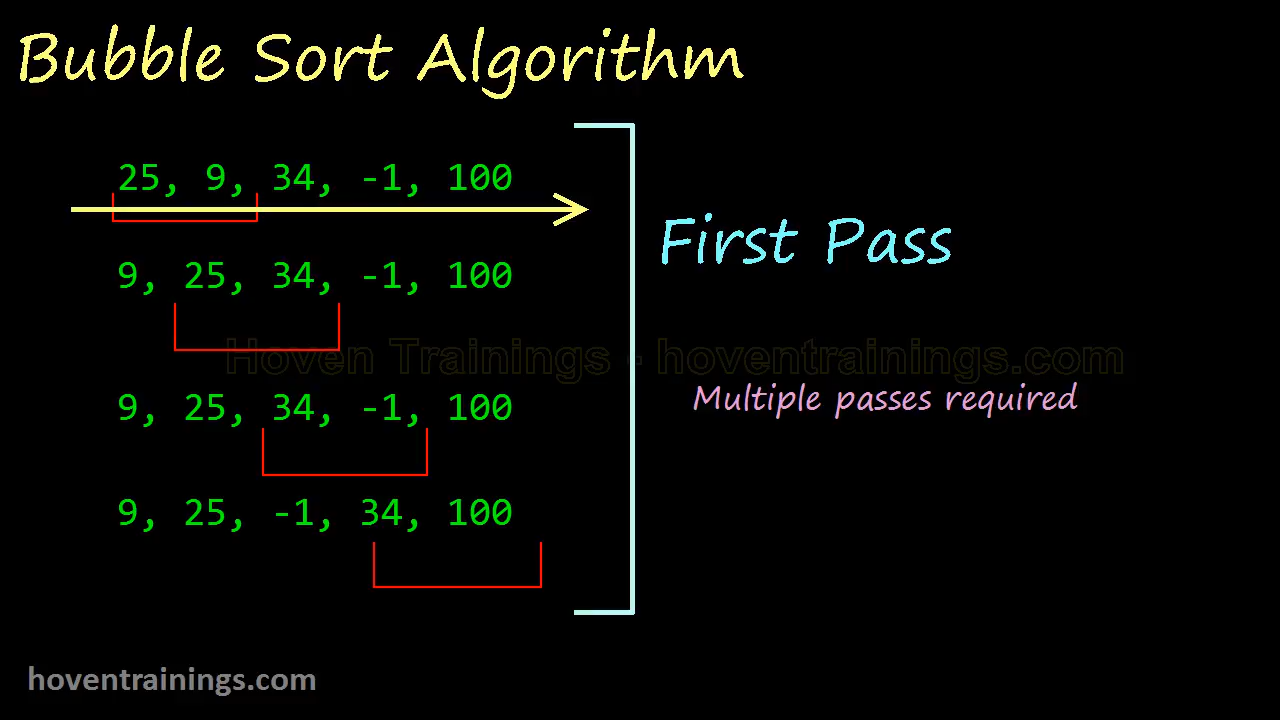 Bubble Sort Algorithm
25, 9, 34, -1, 100
9, 25, 34, -1, 100
9, 25, 34, -1, 100
9, 25, -1, 34, 100
First Pass
Hoven Trainings - hoventrainings.com
Multiple passes required
hoventrainings.com